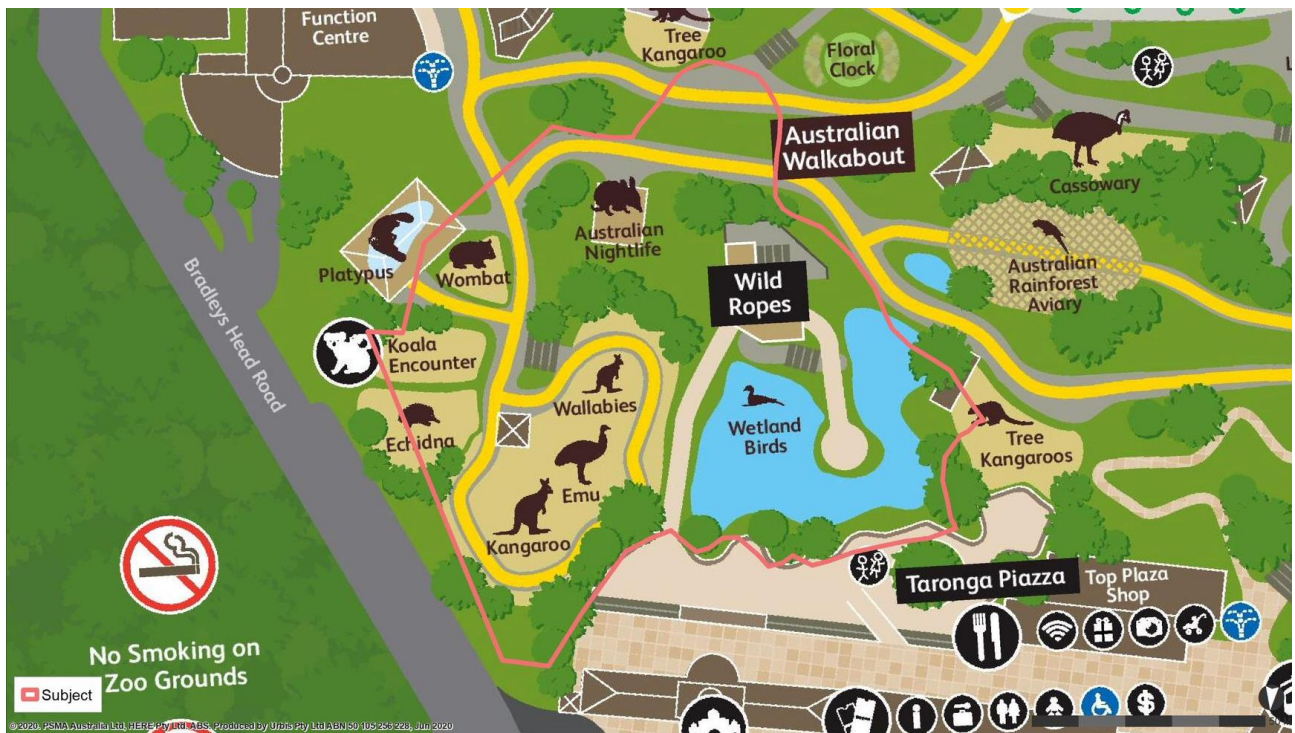 Function
Centre
Tree
Kangaroo
Floral
Clock
Australian
Walkabout
Cassowary
Australian
Nightlife
Platypus
Wombat
Australian
Rainforest
Aviary
Wild
Ropes
Bradleys Head Road
Koala
Encounter
Wallabies
Echidna
Wetland
Birds
Tree
Kangaroos
Emu
Kangaroo
Taronga Piazza
Top Plaza
Shop
No Smoking on
Zoo Grounds
Subject
© 2020. PSMA Australia Ltd, HERE Pty Ltd. ABS. Produced by Urbis Pty Ltd ABN 50 105 256 228, Jun 2020